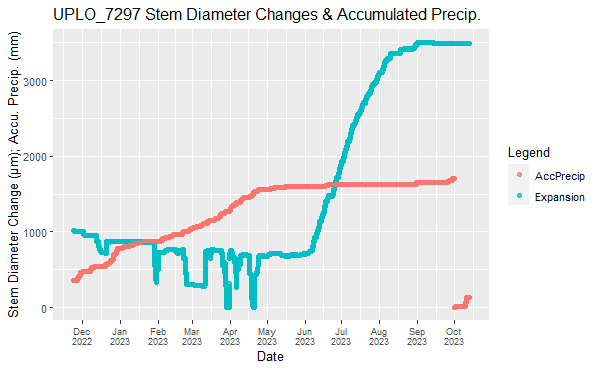 UPLO_7297 Stem Diameter Changes & Accumulated Precip.
Stem Diameter Change (µm); Accu. Precip. (mm)
3000
2000
1000
0
Dec Jan Feb Mar Apr May Jun Jul Aug Sep Oct
2022 2023 2023 2023 2023 2023 2023 2023 2023 2023 2023
Date
Legend
AccPrecip
Expansion